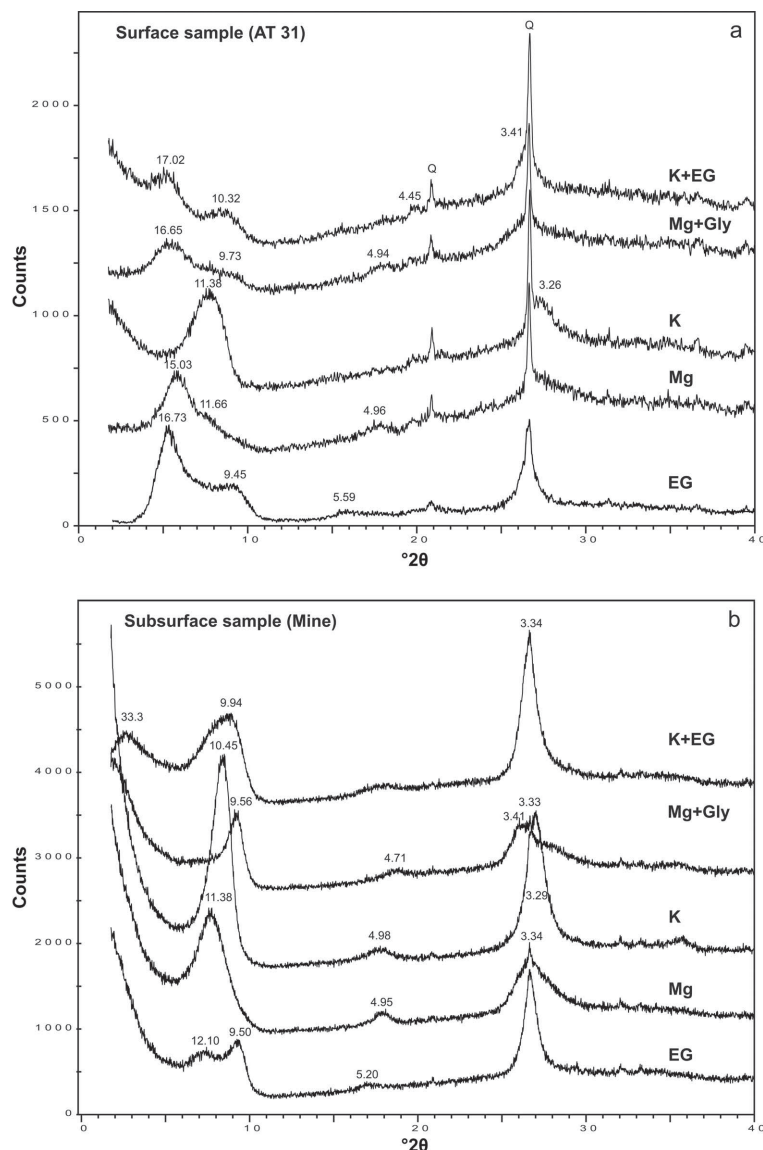 Surface sample (AT 31)
a
Q
2000
3.41
17.02
Q
K+EG
10.32
4.45
1500
Mg+Gly
16.65
9.73
4.94
11.38
3.26
Counts
1000
K
15.03
Mg
11.66
4.96
500
16.73
9.45
EG
5.59
0
0
10
20
30
40
°2θ
Subsurface sample (Mine)
b
3.34
5000
33.3
9.94
K+EG
10.45
4000
9.56
Mg+Gly
3.33
3.41
4.71
3000
Counts
11.38
3.29
K
4.98
2000
3.34
Mg
4.95
1000
12.10
9.50
EG
5.20
0
0
10
20
30
40
°2θ